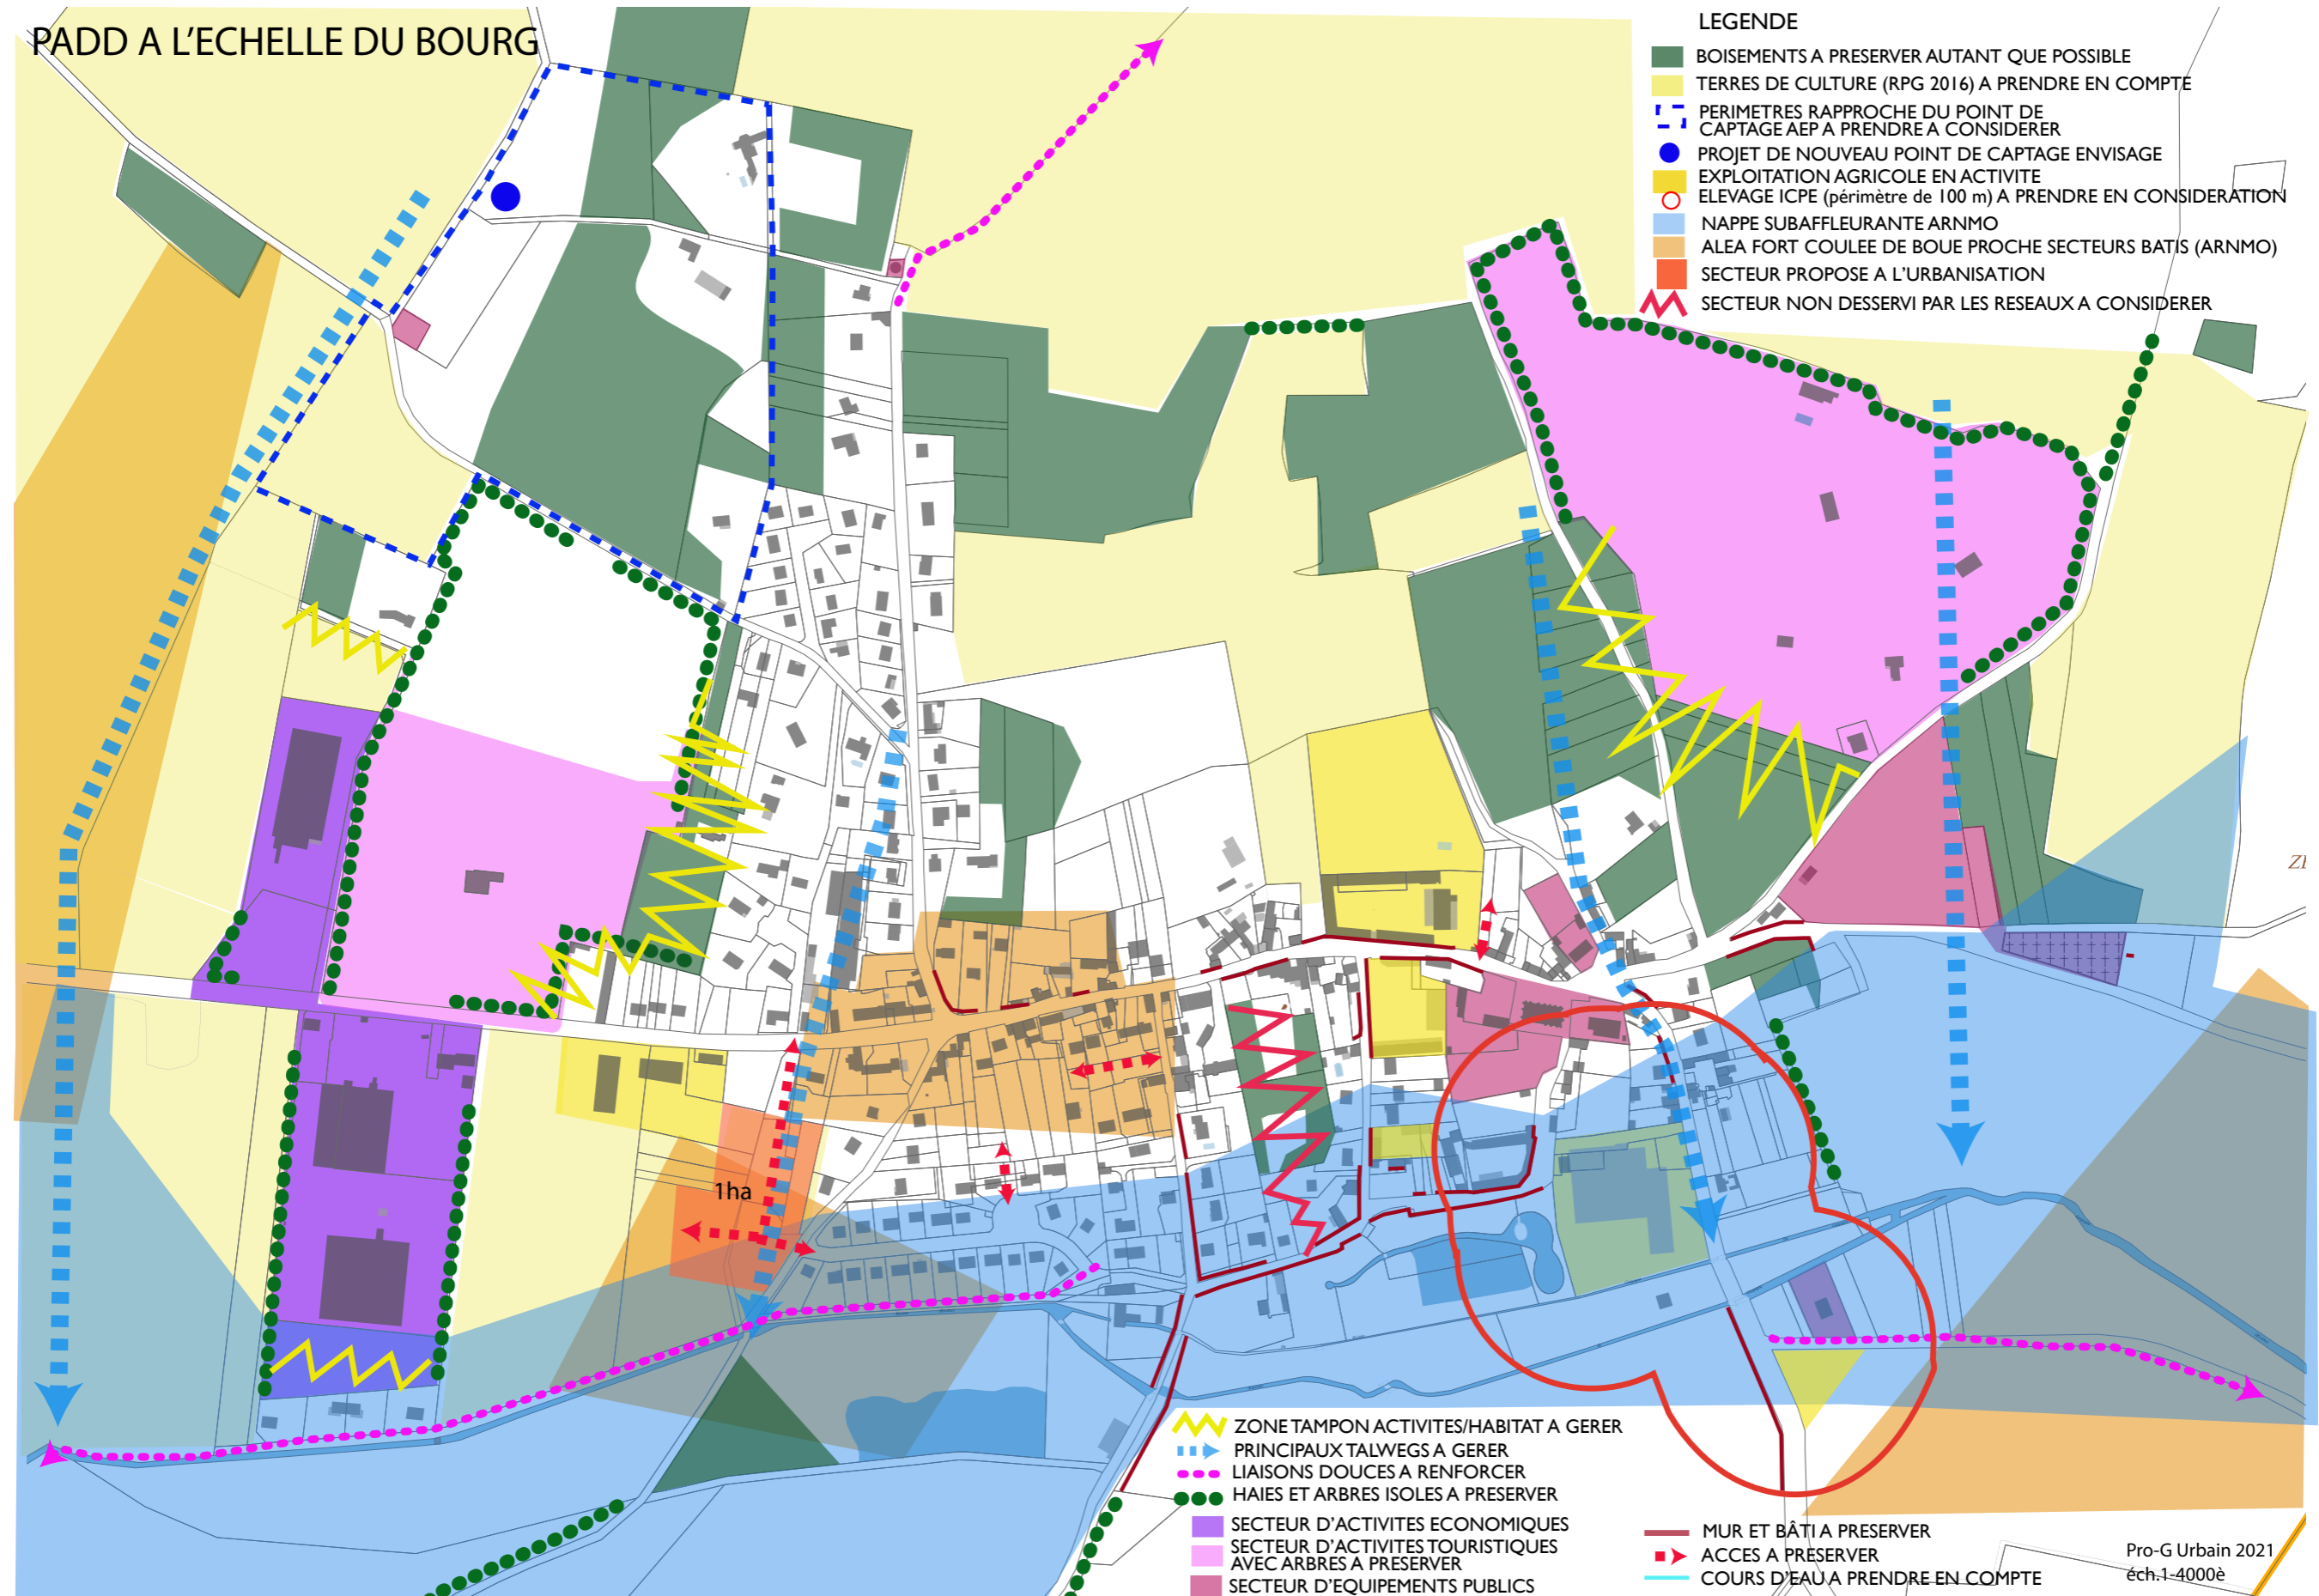 PADD A L'ECHELLE DU BOURG
LEGENDE
BOISEMENTS A PRESERVER AUTANT QUE POSSIBLE
TERRES DE CULTURE (RPG 2016) A PRENDRE EN COMPTE
PERIMETRES RAPPROCHE DU POINT DE
CAPTAGE AEP A PRENDRE A CONSIDERER
PROJET DE NOUVEAU POINT DE CAPTAGE ENVISAGE
EXPLOITATION AGRICOLE EN ACTIVITE
ELEVAGE ICPE (périmètre de 100 m) A PRENDRE EN CONSIDERATION
NAPPE SUBAFFLEURANTE ARNMO
ALEA FORT COULEE DE BOUE PROCHE SECTEURS BATIS (ARNMO)
SECTEUR PROPOSE A L'URBANISATION
SECTEUR NON DESSERVI PAR LES RESEAUX A CONSIDERER
1ha
ZONE TAMPON ACTIVITES/HABITAT A GERER
PRINCIPAUX TALWEGS A GERER
LIAISONS DOUCES A RENFORCER
HAIES ET ARBRES ISOLES A PRESERVER
SECTEUR D'ACTIVITES ECONOMIQUES
SECTEUR D'ACTIVITES TOURISTIQUES
AVEC ARBRES A PRESERVER
SECTEUR D'EQUIPEMENTS PUBLICS
MUR ET BÂTI A PRESERVER
ACCES A PRESERVER
COURS D'EAU A PRENDRE EN COMPTE
Pro-G Urbain 2021
éch.1-4000è